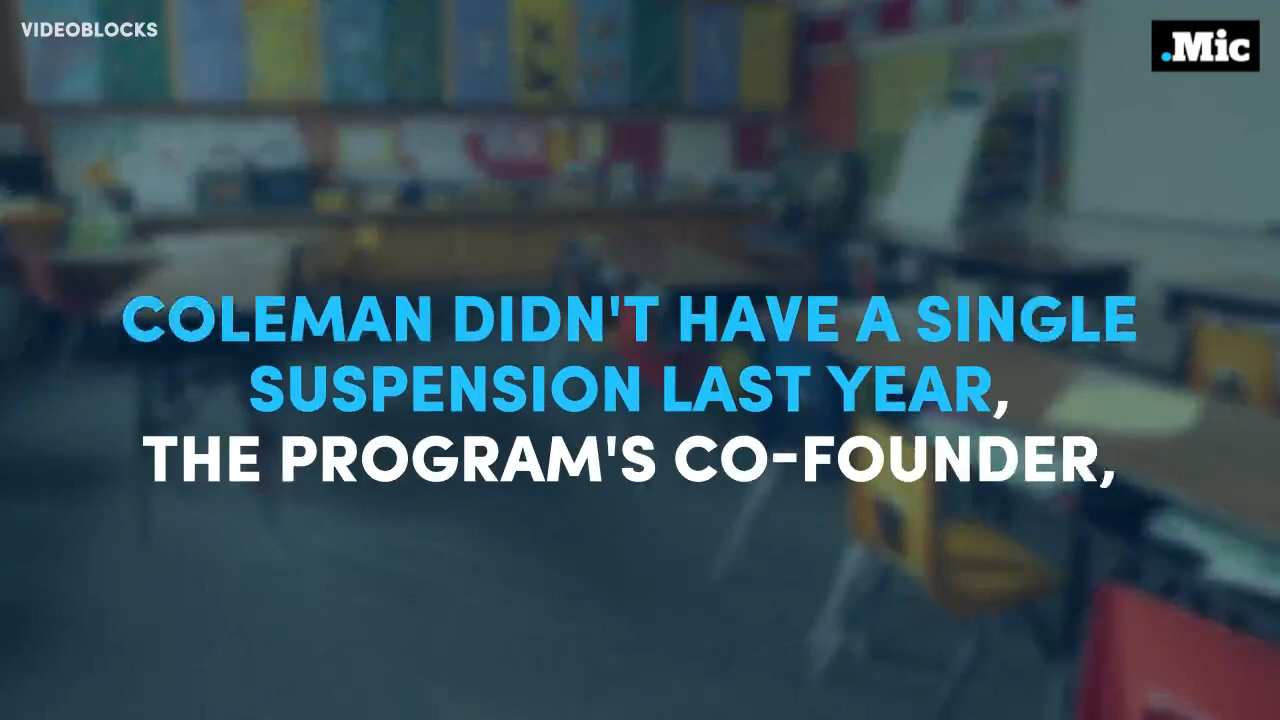 VIDEOBLOCKS
.Mic
COLEMAN DIDN'T HAVE A SINGLE
SUSPENSION LAST YEAR,
THE PROGRAM'S CO-FOUNDER,